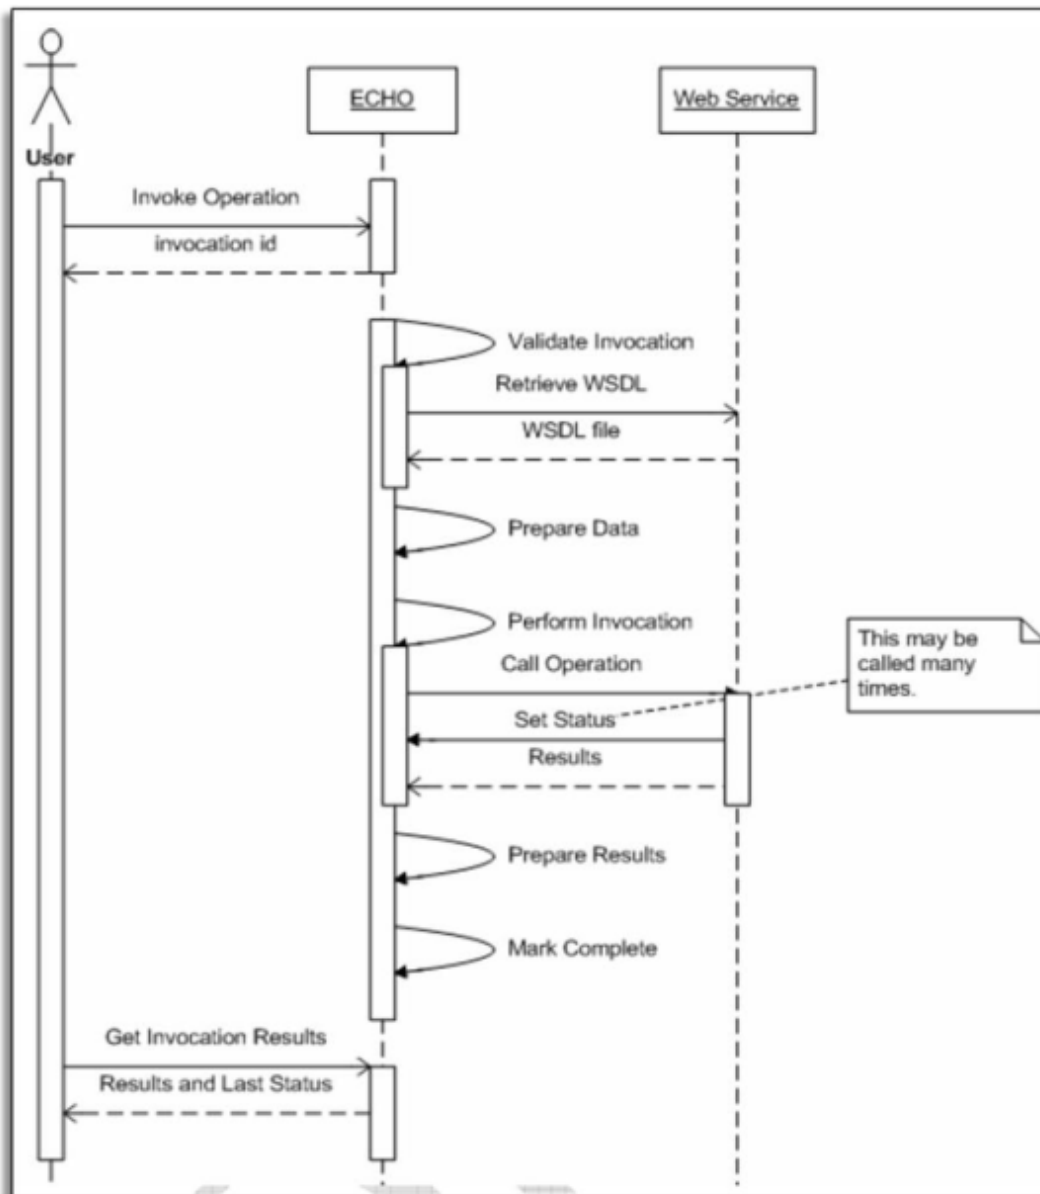 ECHO
Web Service
User
Invoke Operation
invocation id
Validate Invocation
Retrieve WSDL
WSDL file
Prepare Data
Perform Invocation
This may be
called many
times.
Call Operation
Set Status
Results
Prepare Results
Mark Complete
Get Invocation Results
Results and Last Status